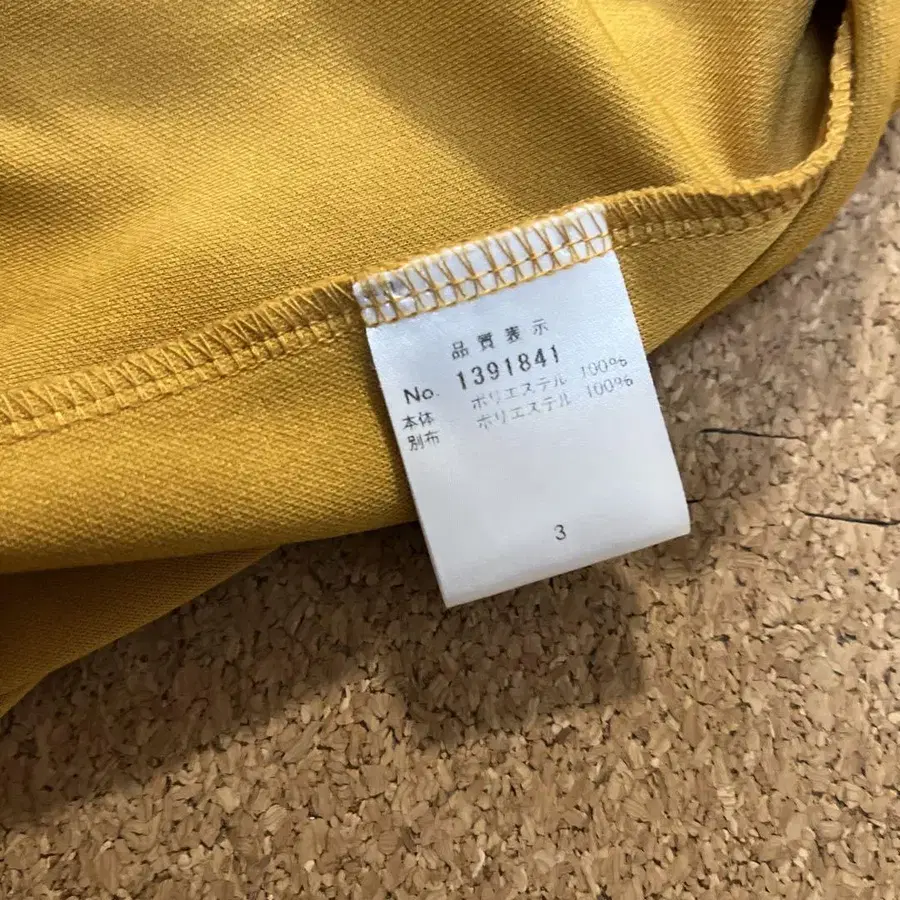 品質表示
No. 1391841
本体 ポリエステル 100%
別布 ポリエステル 100%
3